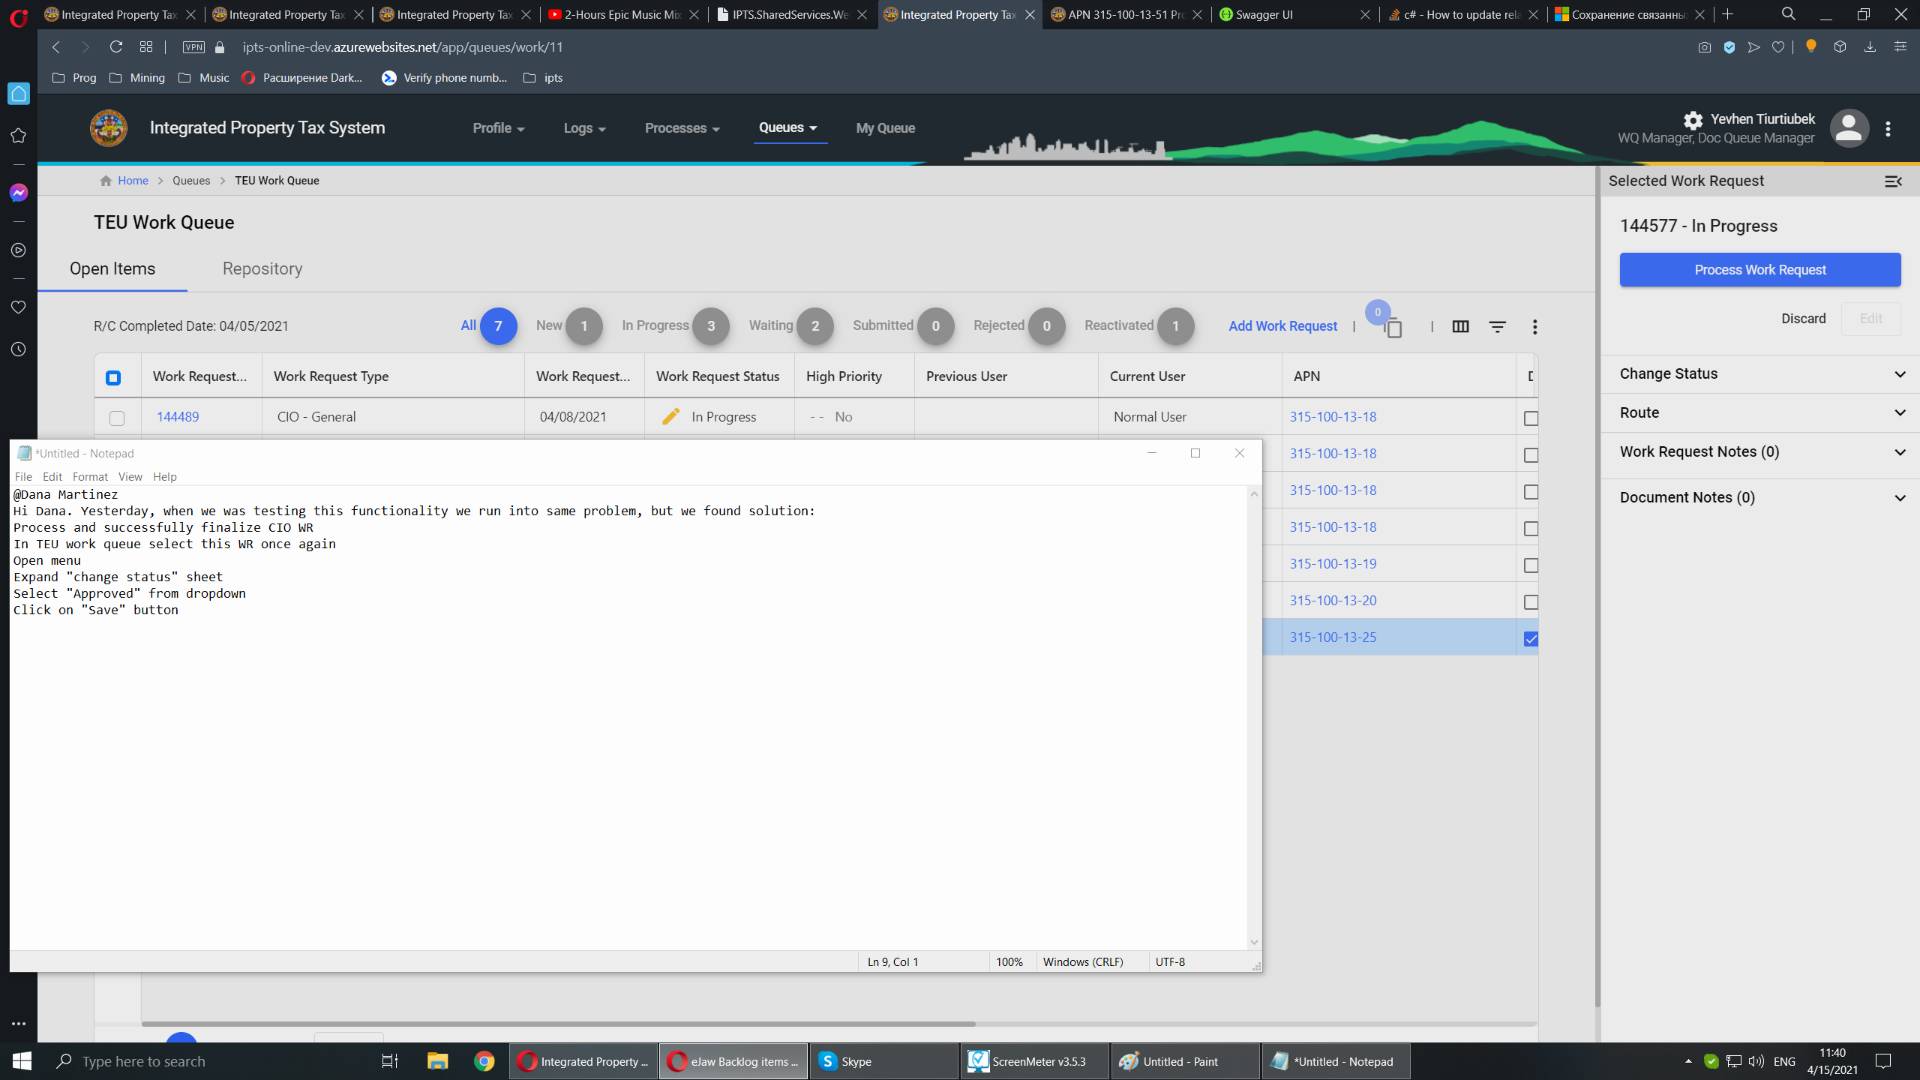 Integrated Property Tax
Integrated Property Tax
Integrated Property Tax
2-Hours Epic Music Mix
IPTS.SharedServices.We
Integrated Property Tax
APN 315-100-13-51 Pr
Swagger UI
c# - How to update rela
Сохранение связанны
VPN
ipts-online-dev.azurewebsites.net/app/queues/work/11
Prog
Mining
Music
Расширение Dark...
Verify phone numb...
ipts
Integrated Property Tax System
Profile
Logs
Processes
Queues
My Queue
Yevhen Tiurtiubek
WQ Manager, Doc Queue Manager
Home > Queues > TEU Work Queue
TEU Work Queue
Open Items
Repository
R/C Completed Date: 04/05/2021
All 7
New 1
In Progress 3
Waiting 2
Submitted 0
Rejected 0
Reactivated 1
Add Work Request
0
Work Request... Work Request Type Work Request... Work Request Status High Priority Previous User Current User APN
144489 CIO - General 04/08/2021 In Progress -- No Normal User 315-100-13-18
315-100-13-18
315-100-13-18
315-100-13-18
315-100-13-19
315-100-13-20
315-100-13-25
Selected Work Request
144577 - In Progress
Process Work Request
Discard
Edit
Change Status
Route
Work Request Notes (0)
Document Notes (0)
*Untitled - Notepad
File Edit Format View Help
@Dana Martinez
Hi Dana. Yesterday, when we was testing this functionality we run into same problem, but we found solution:
Process and successfully finalize CIO WR
In TEU work queue select this WR once again
Open menu
Expand "change status" sheet
Select "Approved" from dropdown
Click on "Save" button
Ln 9, Col 1
100%
Windows (CRLF)
UTF-8
Type here to search
Integrated Property ...
eJaw Backlog items ...
Skype
ScreenMeter v3.5.3
Untitled - Paint
*Untitled - Notepad
ENG
11:40
4/15/2021